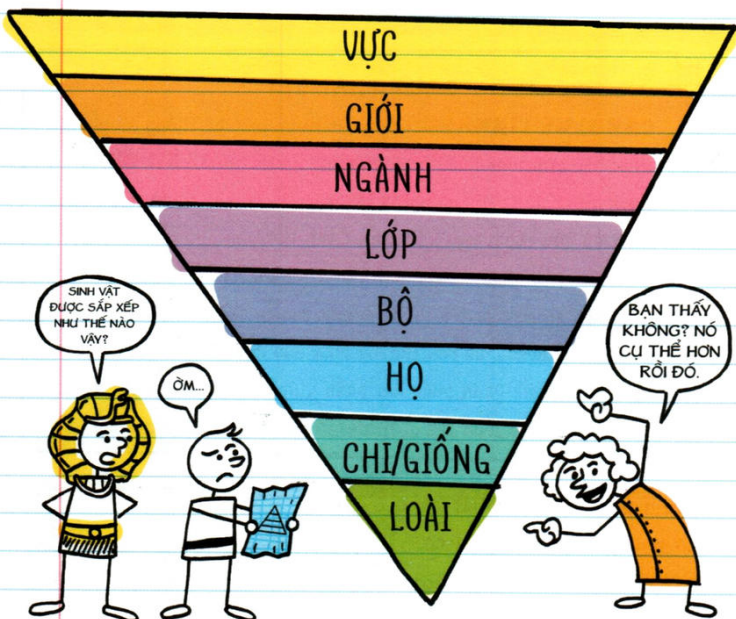 VỰC
GIỚI
NGÀNH
LỚP
BỘ
HỌ
CHI/GIỐNG
LOÀI
SINH VẬT
ĐƯỢC SẮP XẾP
NHƯ THẾ NÀO
VẬY?
ỜM...
BẠN THẤY
KHÔNG? NÓ
CỤ THỂ HƠN
RỒI ĐÓ.